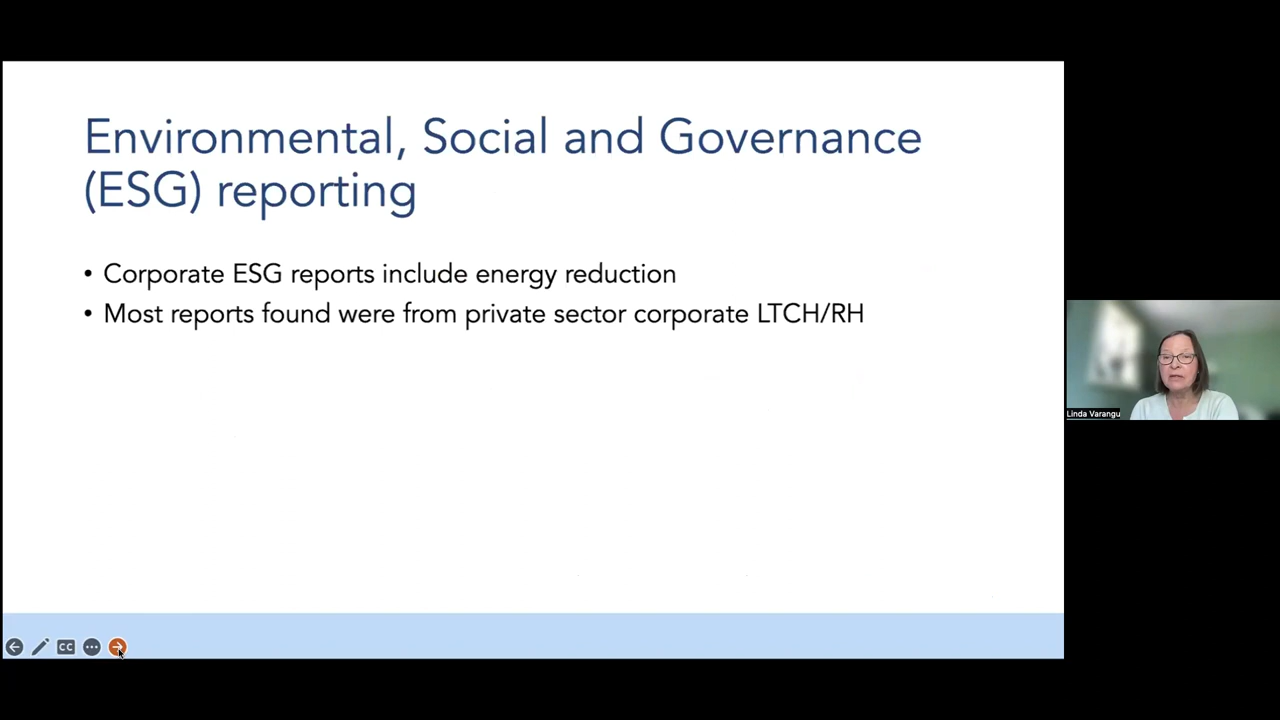 Environmental, Social and Governance
(ESG) reporting
• Corporate ESG reports include energy reduction
• Most reports found were from private sector corporate LTCH/RH
Linda Varangu
CC